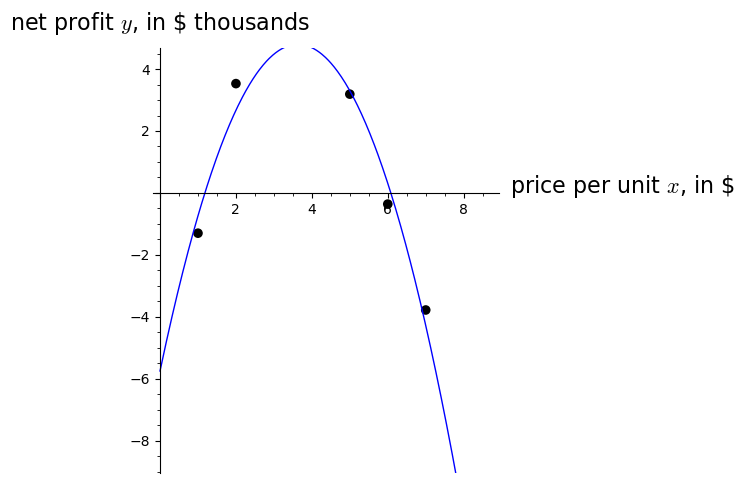 net profit y, in $ thousands
4
2
price per unit x, in $
2 4 6 8
−2
−4
−6
−8